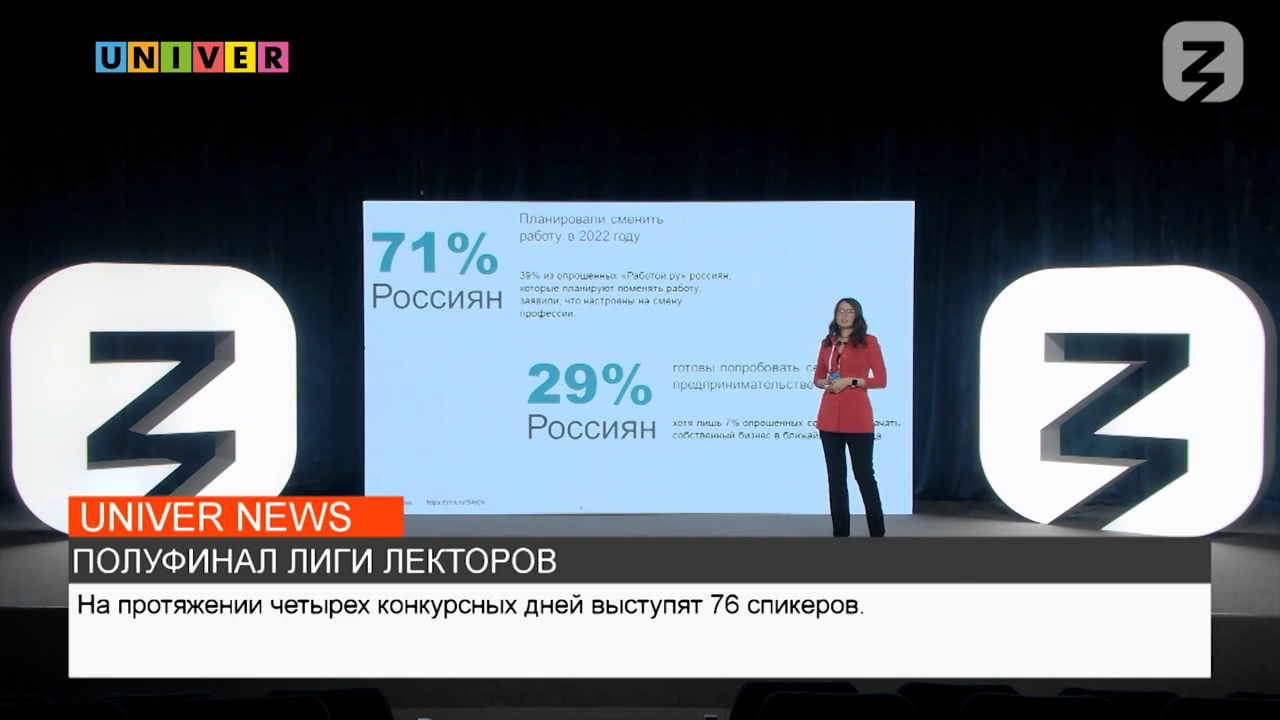 UNIVER
71%
Россиян
Планировали сменить
работу в 2022 году
39% из опрошенных «Работой.ру» россиян,
которые планируют поменять работу,
заявили, что настроены на смену
профессии.
29%
Россиян
готовы попробовать
предпринимательстве
хотя лишь 7% опрошенных
собственный бизнес в
UNIVER NEWS
ПОЛУФИНАЛ ЛИГИ ЛЕКТОРОВ
На протяжении четырех конкурсных дней выступят 76 спикеров.